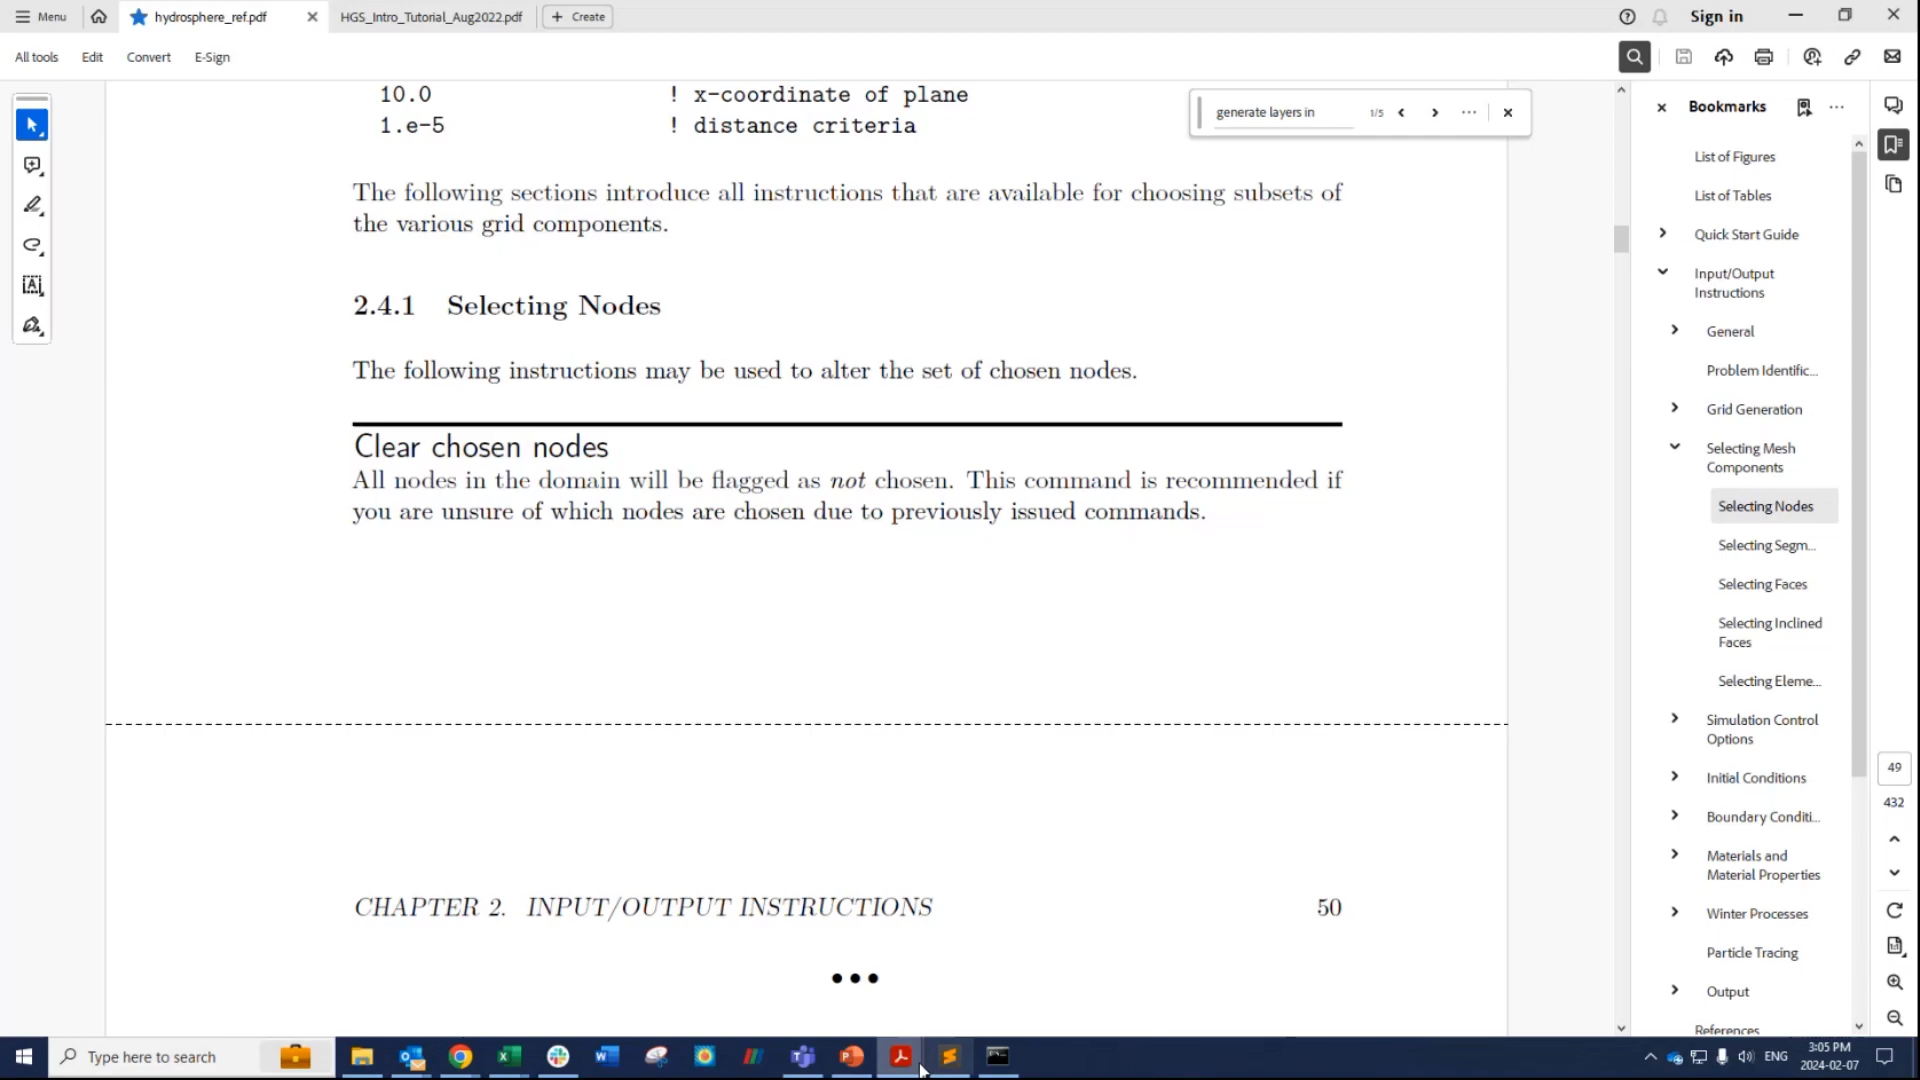 Menu
hydrosphere_ref.pdf
HGS_Intro_Tutorial_Aug2022.pdf
Create
Sign in
All tools
Edit
Convert
E-Sign
10.0 ! x-coordinate of plane
1.e-5 ! distance criteria
generate layers in
1/5
The following sections introduce all instructions that are available for choosing subsets of
the various grid components.
2.4.1 Selecting Nodes
The following instructions may be used to alter the set of chosen nodes.
Clear chosen nodes
All nodes in the domain will be flagged as not chosen. This command is recommended if
you are unsure of which nodes are chosen due to previously issued commands.
CHAPTER 2. INPUT/OUTPUT INSTRUCTIONS 50
•••
Bookmarks
List of Figures
List of Tables
Quick Start Guide
Input/Output
Instructions
General
Problem Identific...
Grid Generation
Selecting Mesh
Components
Selecting Nodes
Selecting Segm...
Selecting Faces
Selecting Inclined
Faces
Selecting Eleme...
Simulation Control
Options
Initial Conditions
Boundary Conditi...
Materials and
Material Properties
Winter Processes
Particle Tracing
Output
References
49
432
Type here to search
ENG
3:05 PM
2024-02-07